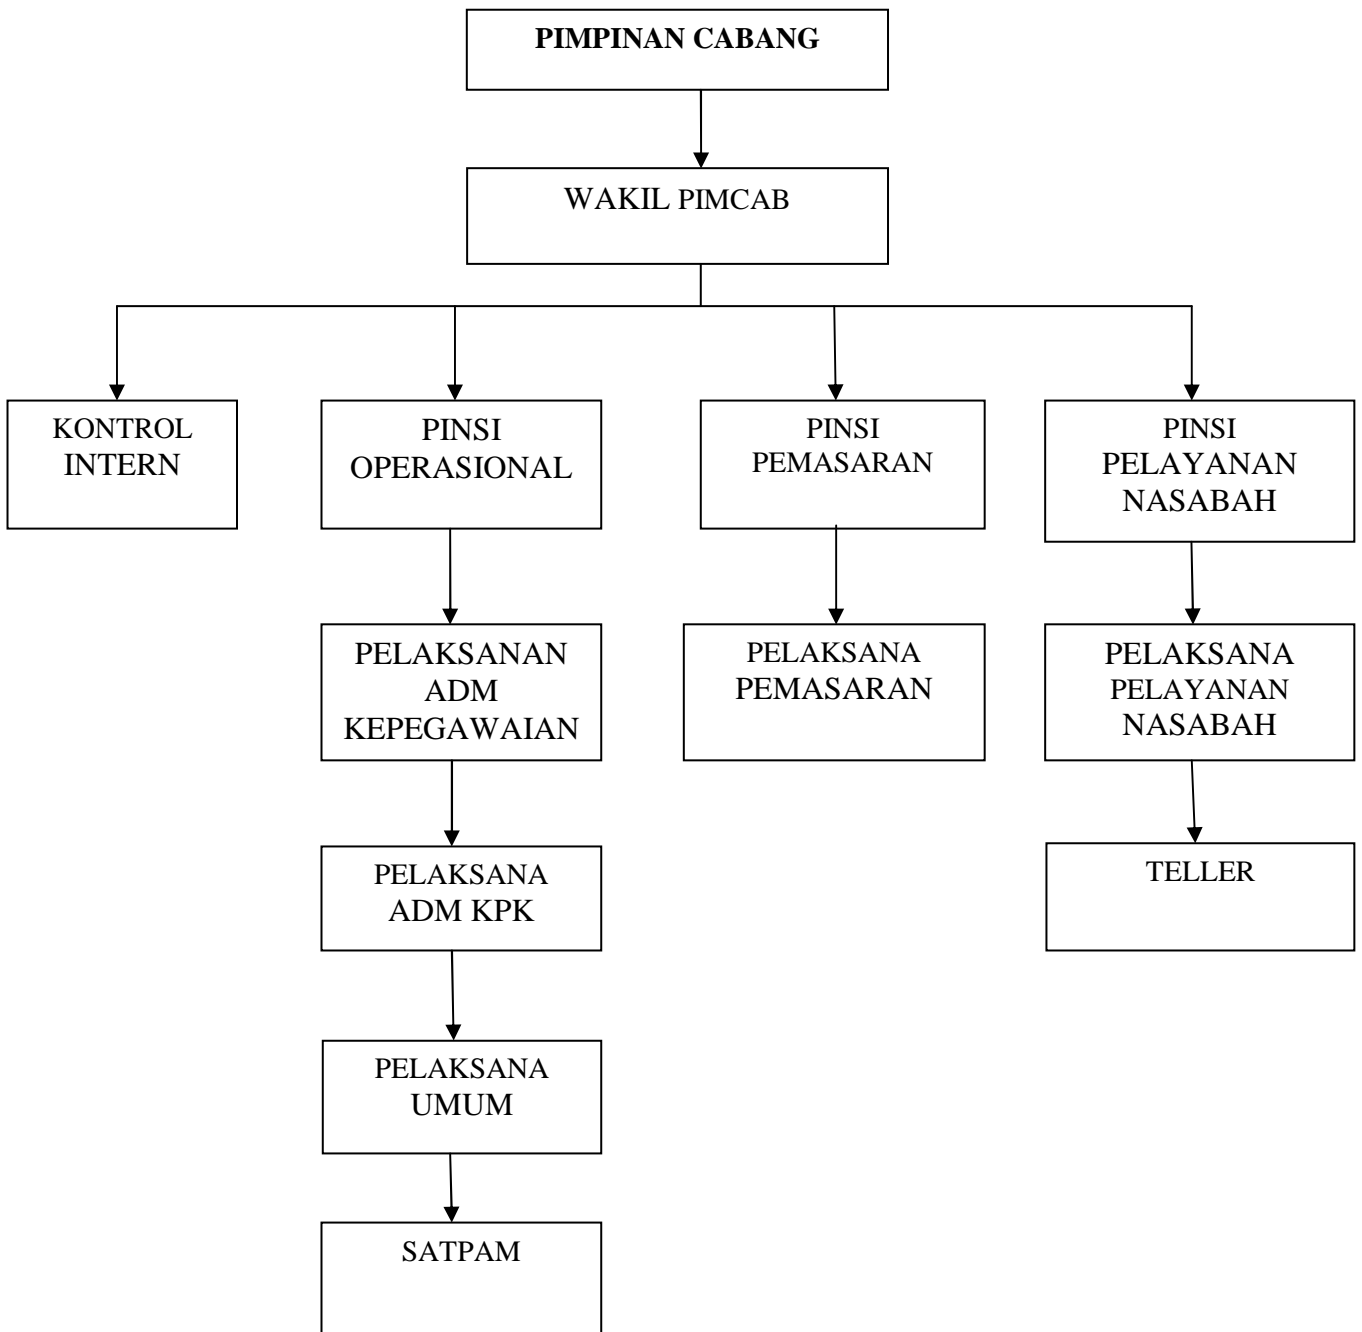 PIMPINAN CABANG
WAKIL PIMCAB
KONTROL
INTERN
PINSI
OPERASIONAL
PINSI
PEMASARAN
PINSI
PELAYANAN
NASABAH
PELAKSANAN
ADM
KEPEGAWAIAN
PELAKSANA
PEMASARAN
PELAKSANA
PELAYANAN
NASABAH
PELAKSANA
ADM KPK
TELLER
PELAKSANA
UMUM
SATPAM